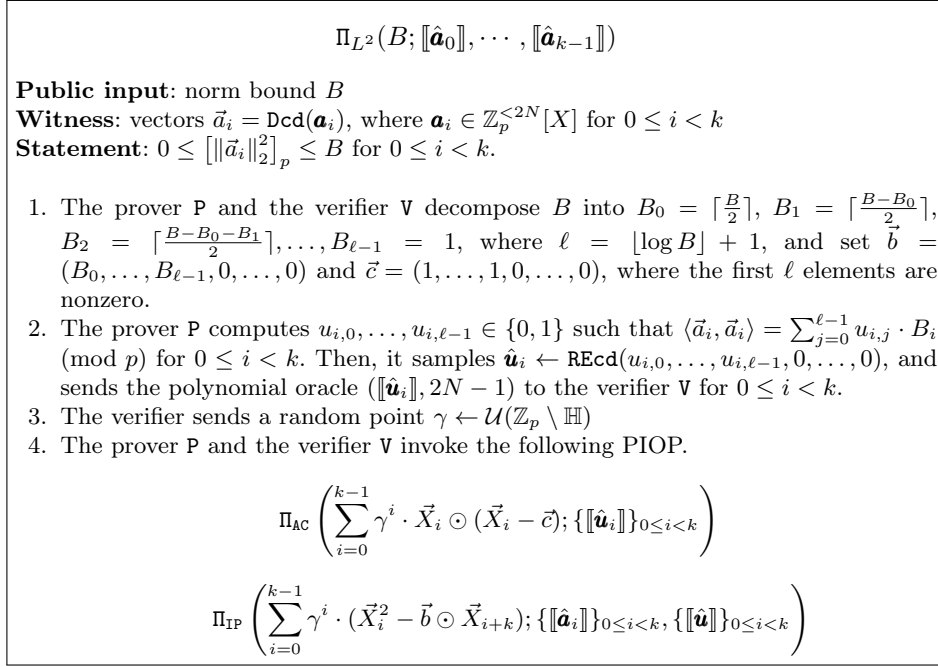 Π_{L²}(B; ⟦𝒂̂₀⟧, ⋯ , ⟦𝒂̂_{k−1}⟧)
Public input: norm bound B
Witness: vectors a⃗_i = Dcd(𝒂_i), where 𝒂_i ∈ ℤ_p^{<2N}[X] for 0 ≤ i < k
Statement: 0 ≤ [‖a⃗_i‖₂²]_p ≤ B for 0 ≤ i < k.
1. The prover P and the verifier V decompose B into B₀ = ⌈B/2⌉, B₁ = ⌈(B−B₀)/2⌉,
B₂ = ⌈(B−B₀−B₁)/2⌉, …, B_{ℓ−1} = 1, where ℓ = ⌊log B⌋ + 1, and set b⃗ =
(B₀, …, B_{ℓ−1}, 0, …, 0) and c⃗ = (1, …, 1, 0, …, 0), where the first ℓ elements are
nonzero.
2. The prover P computes u_{i,0}, …, u_{i,ℓ−1} ∈ {0, 1} such that ⟨a⃗_i, a⃗_i⟩ = ∑_{j=0}^{ℓ−1} u_{i,j} · B_i
(mod p) for 0 ≤ i < k. Then, it samples 𝒖̂_i ← REcd(u_{i,0}, …, u_{i,ℓ−1}, 0, …, 0), and
sends the polynomial oracle (⟦𝒖̂_i⟧, 2N − 1) to the verifier V for 0 ≤ i < k.
3. The verifier sends a random point γ ← 𝒰(ℤ_p \ ℍ)
4. The prover P and the verifier V invoke the following PIOP.
Π_AC (∑_{i=0}^{k−1} γ^i · X⃗_i ⊙ (X⃗_i − c⃗); {⟦𝒖̂_i⟧}_{0≤i<k})
Π_IP (∑_{i=0}^{k−1} γ^i · (X⃗_i² − b⃗ ⊙ X⃗_{i+k}); {⟦𝒂̂_i⟧}_{0≤i<k}, {⟦𝒖̂⟧}_{0≤i<k})